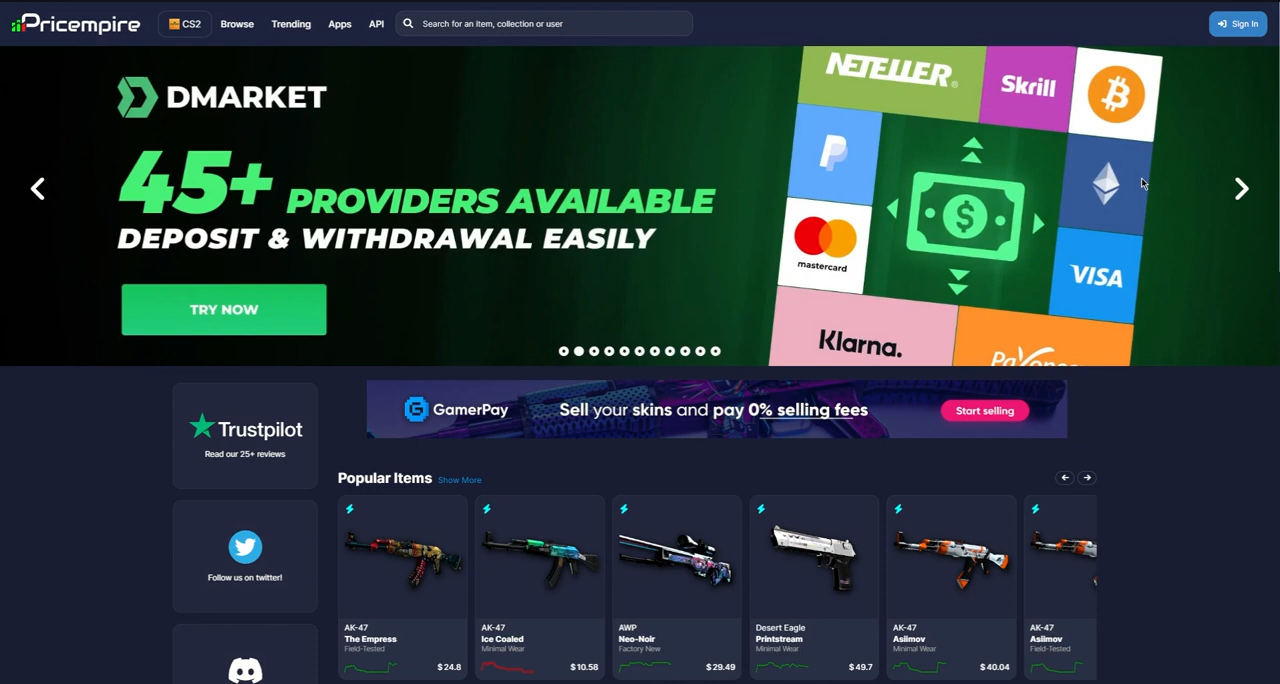 Pricempire
CS2
Browse
Trending
Apps
API
Search for an item, collection or user
Sign In
DMARKET
45+ PROVIDERS AVAILABLE
DEPOSIT & WITHDRAWAL EASILY
TRY NOW
NETELLER®
Skrill
mastercard
VISA
Klarna.
GamerPay
Sell your skins and pay 0% selling fees
Start selling
Trustpilot
Read our 25+ reviews
Follow us on twitter!
Popular Items Show More
AK-47
The Empress
Field-Tested
$ 24.8
AK-47
Ice Coaled
Minimal Wear
$ 10.58
AWP
Neo-Noir
Factory New
$ 29.49
Desert Eagle
Printstream
Minimal Wear
$ 49.7
AK-47
Asiimov
Minimal Wear
$ 40.04
AK-47
Asiimov
Field-Tested